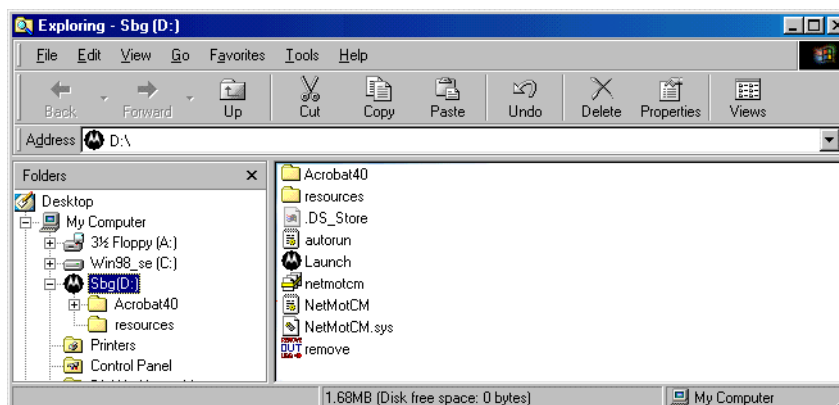 Exploring - Sbg (D:)
File Edit View Go Favorites Tools Help
Back Forward Up Cut Copy Paste Undo Delete Properties Views
Address D:\
Folders
Desktop
My Computer
3½ Floppy (A:)
Win98_se (C:)
Sbg(D:)
Acrobat40
resources
Printers
Control Panel
Acrobat40
resources
.DS_Store
autorun
Launch
netmotcm
NetMotCM
NetMotCM.sys
remove
1.68MB (Disk free space: 0 bytes) My Computer